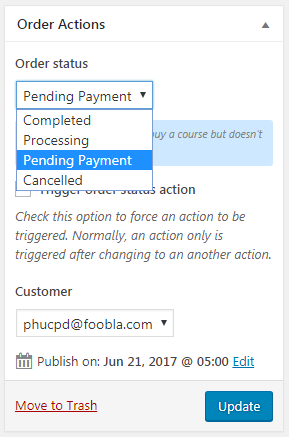 Order Actions
Order status
Pending Payment
Completed
buy a course but doesn't
Processing
Pending Payment
Cancelled
Trigger order status action
Check this option to force an action to be
triggered. Normally, an action only is
triggered after changing to an another action.
Customer
phucpd@foobla.com
Publish on: Jun 21, 2017 @ 05:00 Edit
Move to Trash
Update